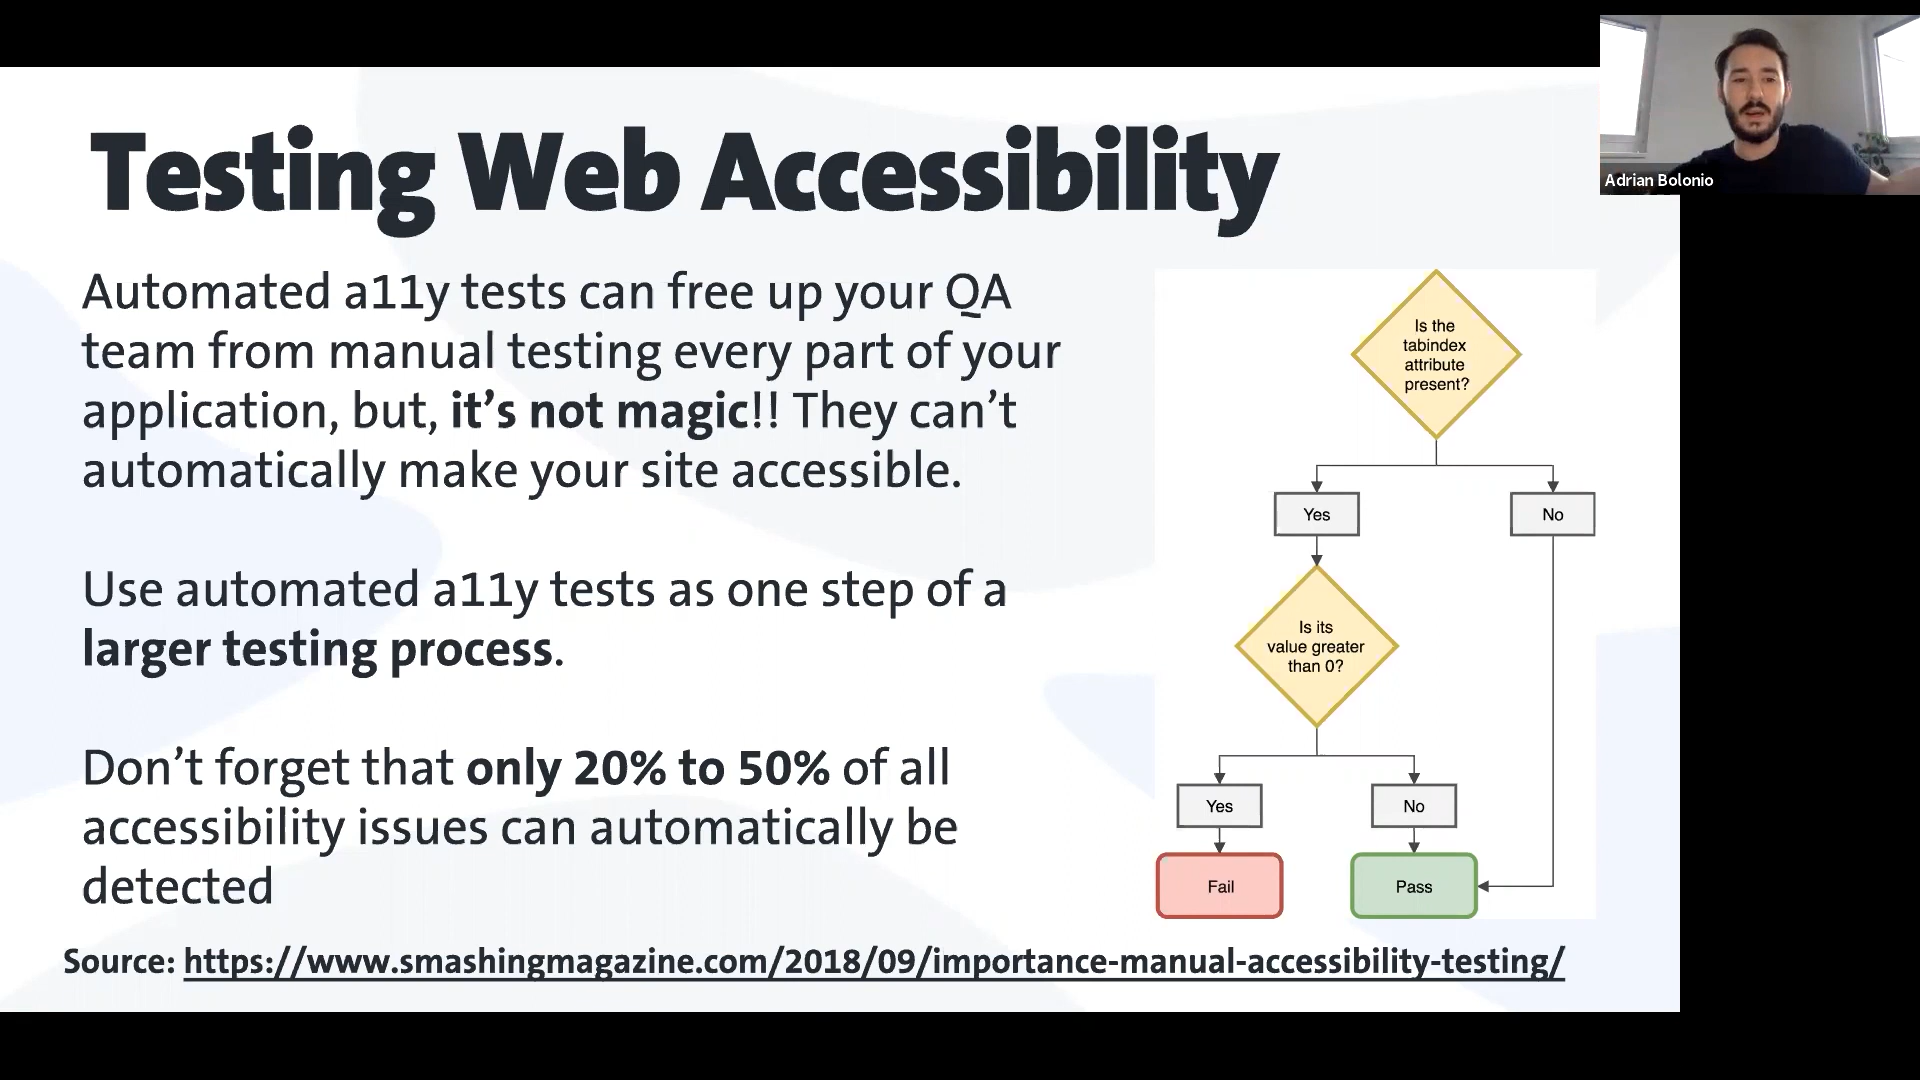 Adrian Bolonio
Testing Web Accessibility
Automated a11y tests can free up your QA
team from manual testing every part of your
application, but, it’s not magic!! They can’t
automatically make your site accessible.
Use automated a11y tests as one step of a
larger testing process.
Don’t forget that only 20% to 50% of all
accessibility issues can automatically be
detected
Is the
tabindex
attribute
present?
Yes
No
Is its
value greater
than 0?
Yes
No
Fail
Pass
Source: https://www.smashingmagazine.com/2018/09/importance-manual-accessibility-testing/